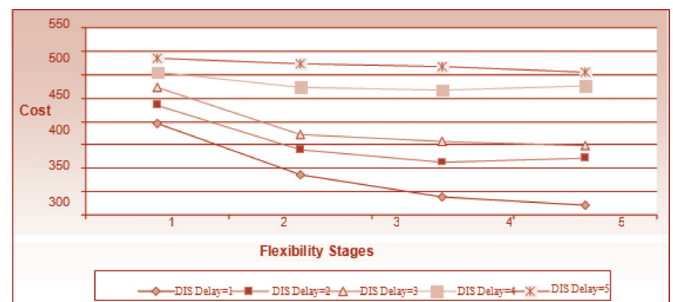 550
500
450
Cost
400
350
300
1 2 3 4 5
Flexibility Stages
DIS Delay=1 DIS Delay=2 DIS Delay=3 DIS Delay=4 DIS Delay=5